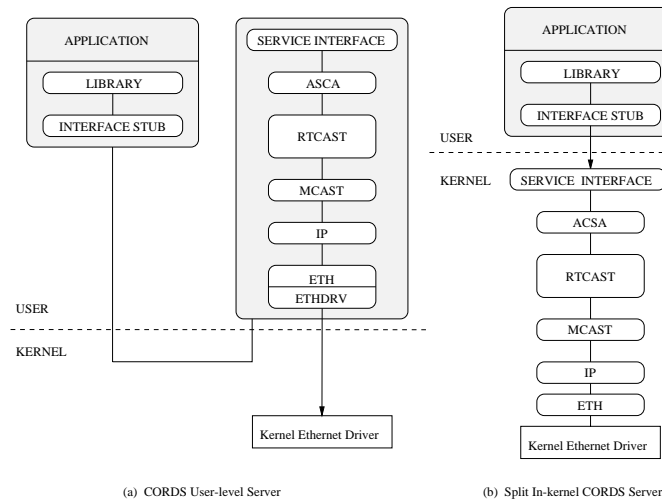 APPLICATION
LIBRARY
INTERFACE STUB
SERVICE INTERFACE
ASCA
RTCAST
MCAST
IP
ETH
ETHDRV
USER
KERNEL
Kernel Ethernet Driver
(a) CORDS User-level Server
APPLICATION
LIBRARY
INTERFACE STUB
USER
KERNEL
SERVICE INTERFACE
ACSA
RTCAST
MCAST
IP
ETH
Kernel Ethernet Driver
(b) Split In-kernel CORDS Server